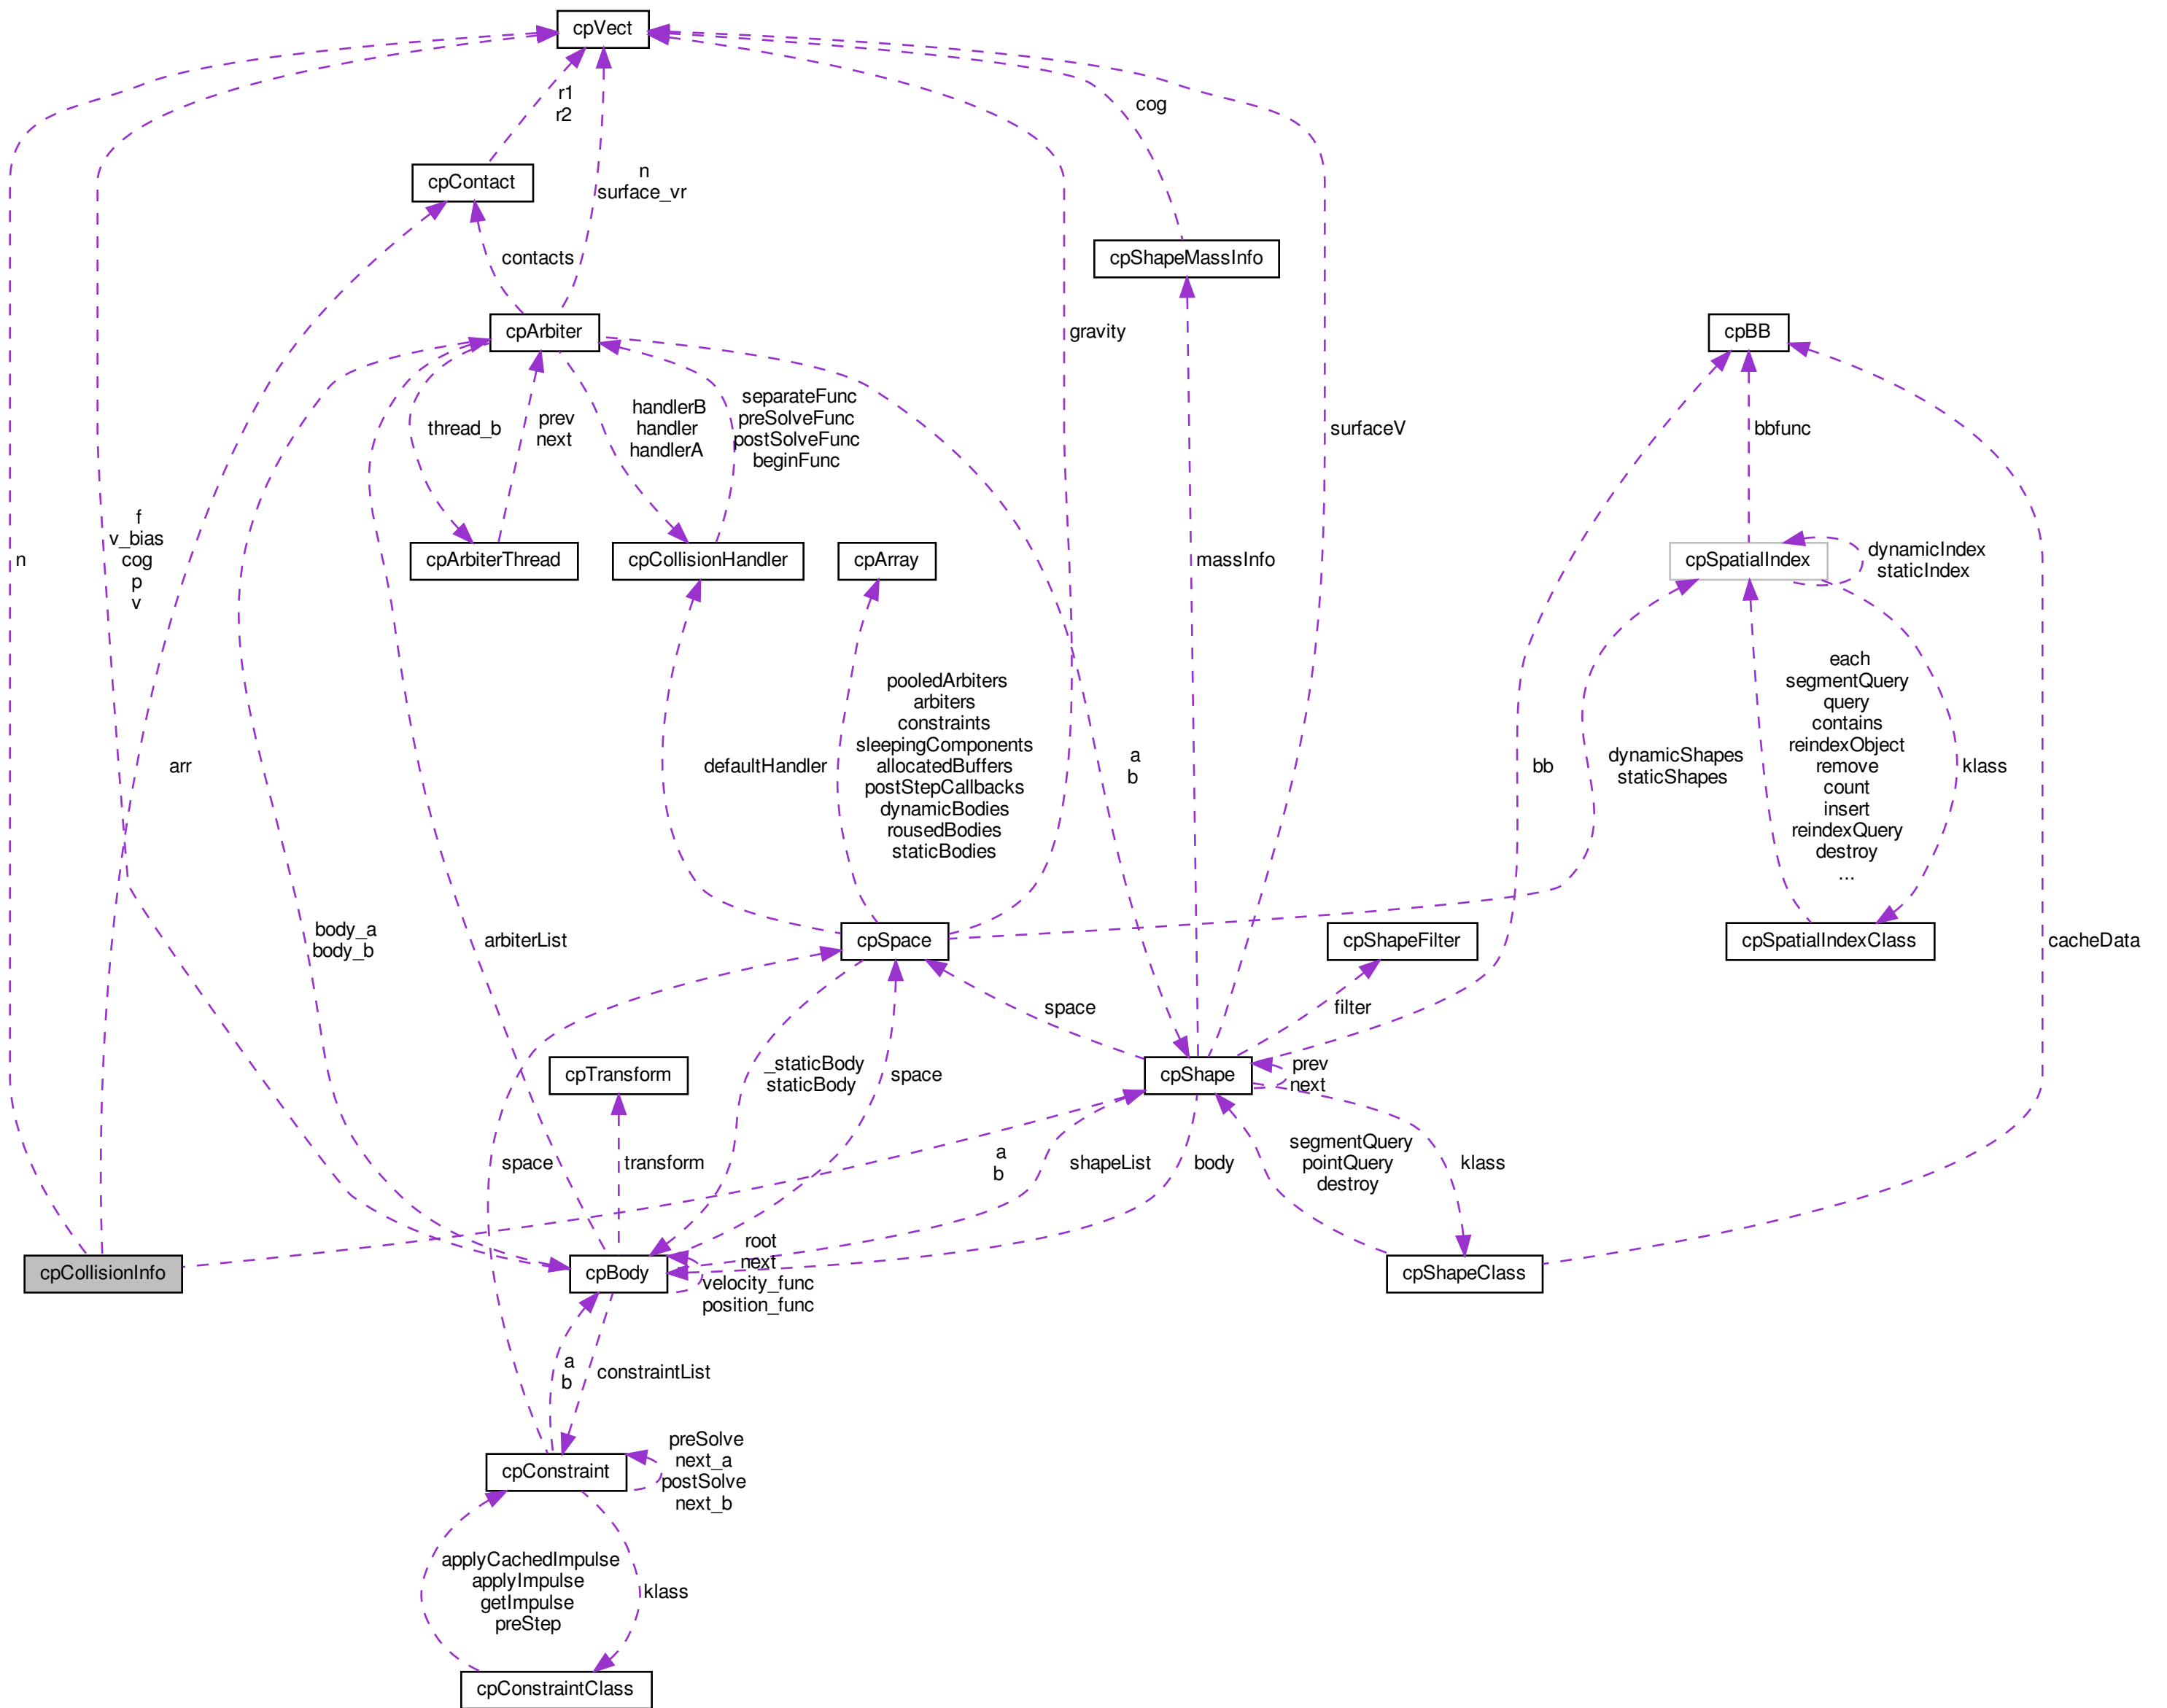 cpVect
r1
r2
cog
cpContact
n
surface_vr
contacts
cpShapeMassInfo
cpArbiter
gravity
cpBB
thread_b
prev
next
handlerB
handler
handlerA
separateFunc
preSolveFunc
postSolveFunc
beginFunc
surfaceV
bbfunc
n
f
v_bias
cog
p
v
cpArbiterThread
cpCollisionHandler
cpArray
massInfo
cpSpatialIndex
dynamicIndex
staticIndex
arr
defaultHandler
pooledArbiters
arbiters
constraints
sleepingComponents
allocatedBuffers
postStepCallbacks
dynamicBodies
rousedBodies
staticBodies
a
b
bb
dynamicShapes
staticShapes
each
segmentQuery
query
contains
reindexObject
remove
count
insert
reindexQuery
destroy
...
klass
body_a
body_b
arbiterList
cpSpace
cpShapeFilter
cpSpatialIndexClass
cacheData
space
filter
cpTransform
_staticBody
staticBody
space
cpShape
prev
next
space
transform
a
b
shapeList
body
segmentQuery
pointQuery
destroy
klass
cpCollisionInfo
cpBody
root
next
velocity_func
position_func
cpShapeClass
a
b
constraintList
cpConstraint
preSolve
next_a
postSolve
next_b
applyCachedImpulse
applyImpulse
getImpulse
preStep
klass
cpConstraintClass